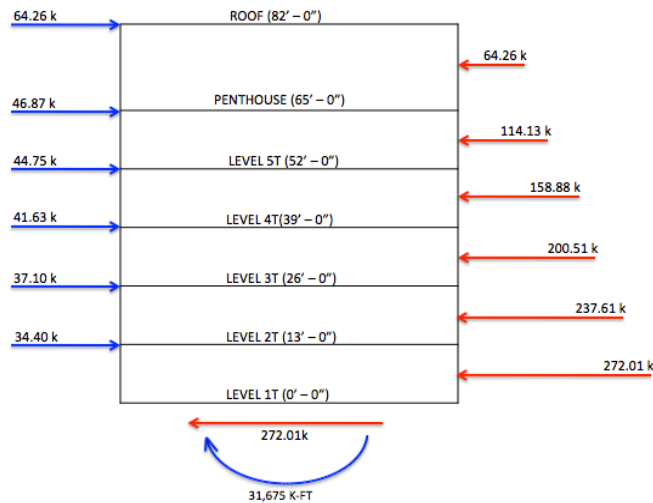 64.26 k
ROOF (82’ – 0”)
64.26 k
46.87 k
PENTHOUSE (65’ – 0”)
114.13 k
44.75 k
LEVEL 5T (52’ – 0”)
158.88 k
41.63 k
LEVEL 4T(39’ – 0”)
200.51 k
37.10 k
LEVEL 3T (26’ – 0”)
237.61 k
34.40 k
LEVEL 2T (13’ – 0”)
272.01 k
LEVEL 1T (0’ – 0”)
272.01k
31,675 K-FT